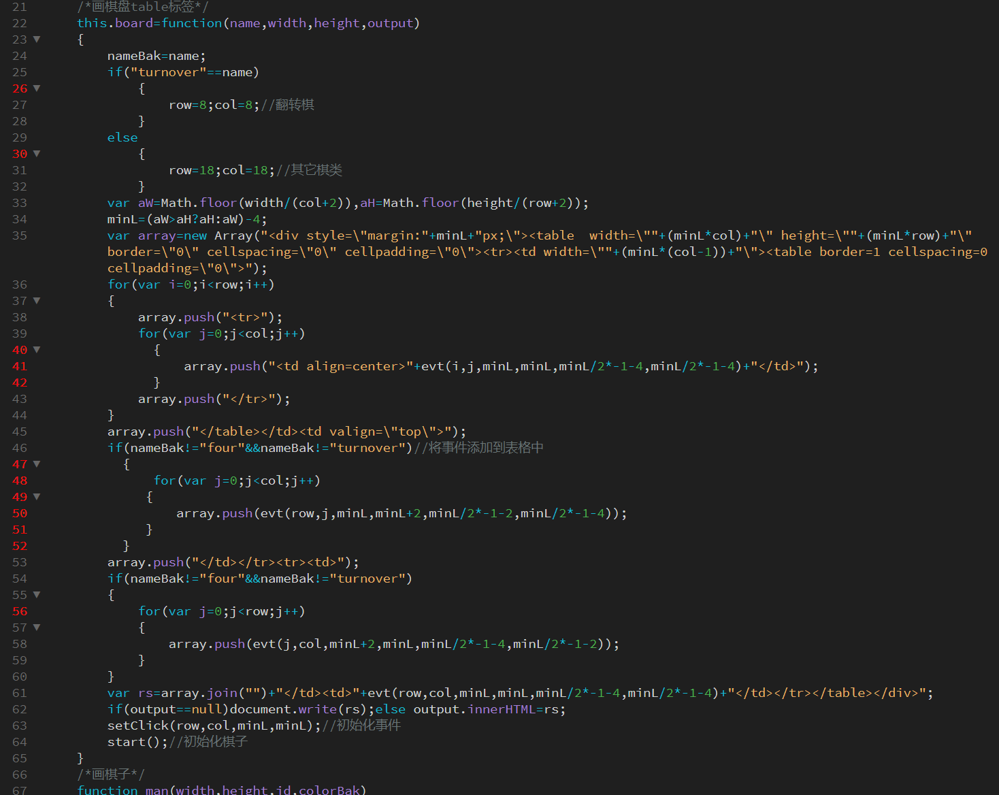 21 /*画棋盘table标签*/
22 this.board=function(name,width,height,output)
23 ▼ {
24 nameBak=name;
25 if("turnover"==name)
26 ▼ {
27 row=8;col=8;//翻转棋
28 }
29 else
30 ▼ {
31 row=18;col=18;//其它棋类
32 }
33 var aW=Math.floor(width/(col+2)),aH=Math.floor(height/(row+2));
34 minL=(aW>aH?aH:aW)-4;
35 var array=new Array("<div style=\"margin:"+minL+"px;\"><table  width=\""+(minL*col)+"\" height=\""+(minL*row)+"\"
border=\"0\" cellspacing=\"0\" cellpadding=\"0\"><tr><td width=\""+(minL*(col-1))+"\"><table border=1 cellspacing=0
cellpadding=\"0\">");
36 for(var i=0;i<row;i++)
37 ▼ {
38 array.push("<tr>");
39 for(var j=0;j<col;j++)
40 ▼ {
41 array.push("<td align=center>"+evt(i,j,minL,minL,minL/2*-1-4,minL/2*-1-4)+"</td>");
42 }
43 array.push("</tr>");
44 }
45 array.push("</table></td><td valign=\"top\">");
46 if(nameBak!="four"&&nameBak!="turnover")//将事件添加到表格中
47 ▼ {
48 for(var j=0;j<col;j++)
49 ▼ {
50 array.push(evt(row,j,minL,minL+2,minL/2*-1-2,minL/2*-1-4));
51 }
52 }
53 array.push("</td></tr><tr><td>");
54 if(nameBak!="four"&&nameBak!="turnover")
55 ▼ {
56 for(var j=0;j<row;j++)
57 ▼ {
58 array.push(evt(j,col,minL+2,minL,minL/2*-1-4,minL/2*-1-2));
59 }
60 }
61 var rs=array.join("")+"</td><td>"+evt(row,col,minL,minL,minL/2*-1-4,minL/2*-1-4)+"</td></tr></table></div>";
62 if(output==null)document.write(rs);else output.innerHTML=rs;
63 setClick(row,col,minL,minL);//初始化事件
64 start();//初始化棋子
65 }
66 /*画棋子*/
67 function man(width,height,id,colorBak)